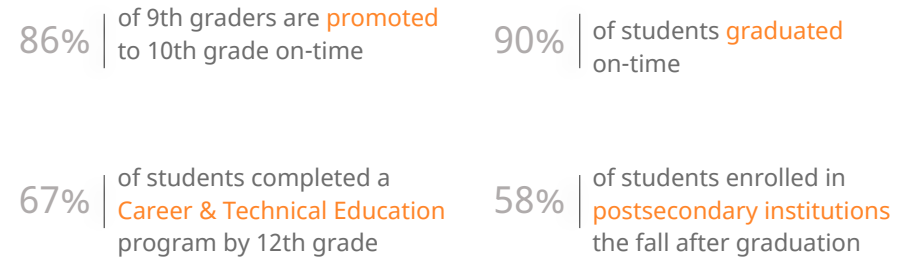 86% of 9th graders are promoted
to 10th grade on-time
90% of students graduated
on-time
67% of students completed a
Career & Technical Education
program by 12th grade
58% of students enrolled in
postsecondary institutions
the fall after graduation